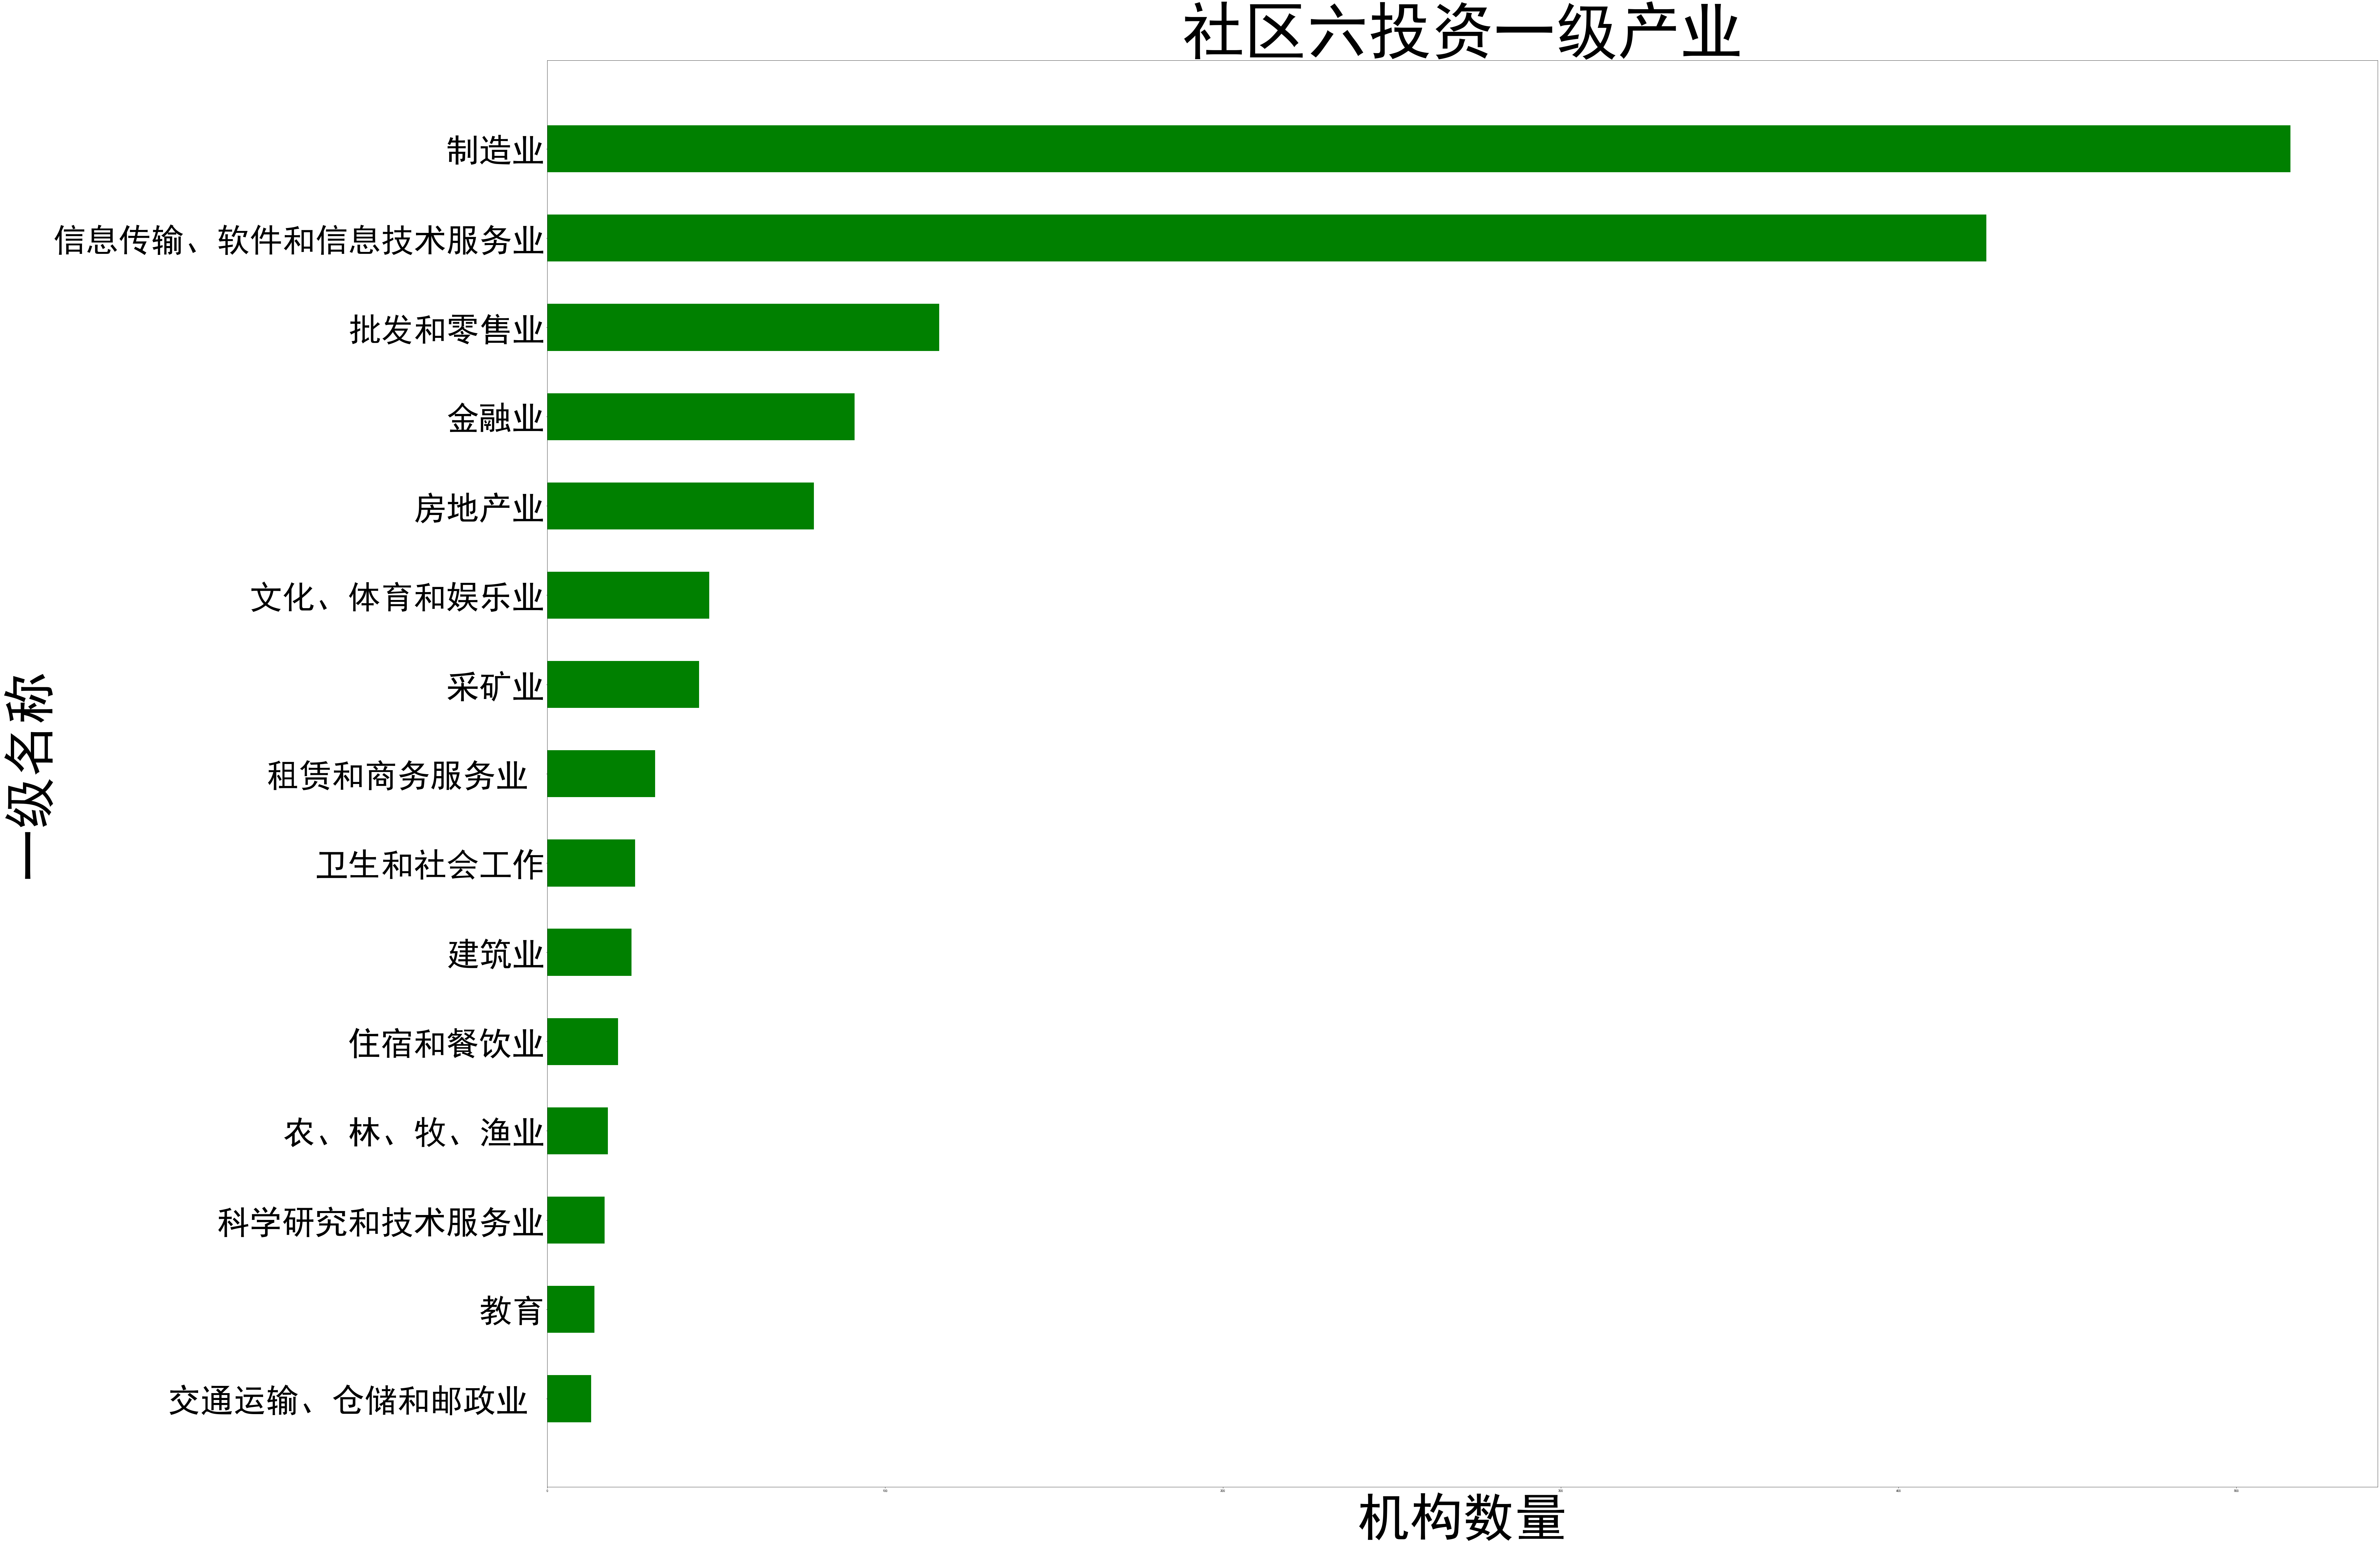 社区六投资一级产业
制造业
信息传输、软件和信息技术服务业
批发和零售业
金融业
房地产业
文化、体育和娱乐业
采矿业
租赁和商务服务业
卫生和社会工作
建筑业
住宿和餐饮业
农、林、牧、渔业
科学研究和技术服务业
教育
交通运输、仓储和邮政业
一级名称
机构数量